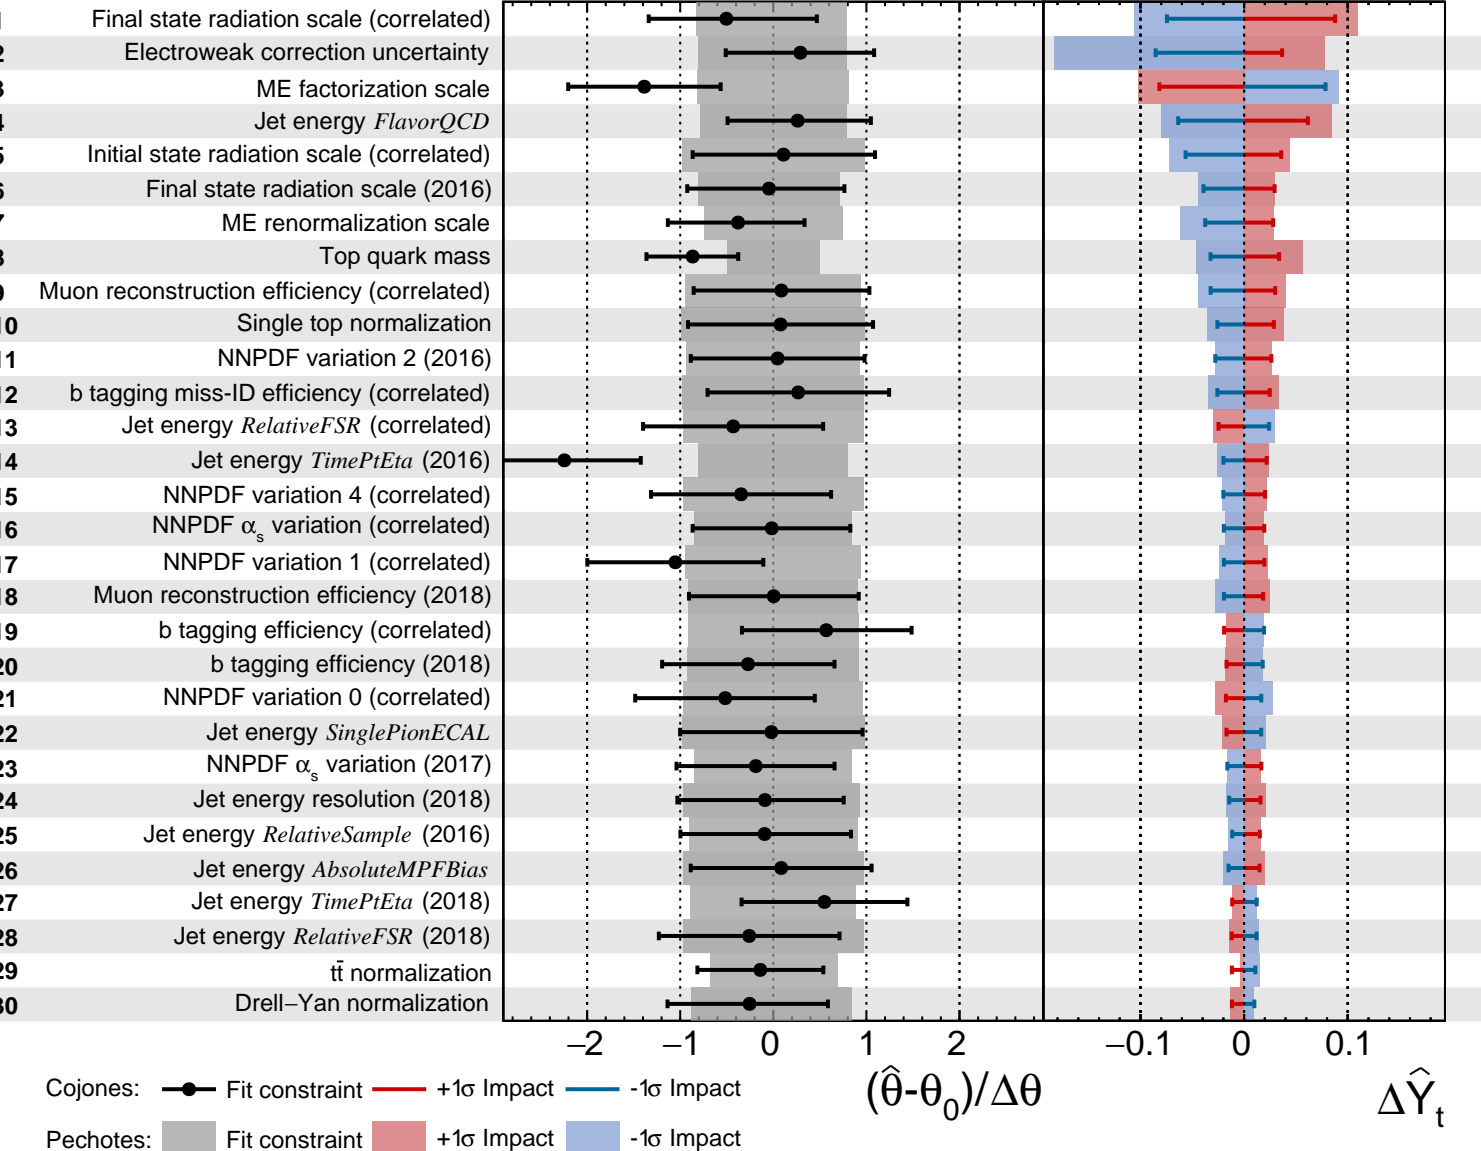 1 Final state radiation scale (correlated)
2 Electroweak correction uncertainty
3 ME factorization scale
4 Jet energy FlavorQCD
5 Initial state radiation scale (correlated)
6 Final state radiation scale (2016)
7 ME renormalization scale
8 Top quark mass
9 Muon reconstruction efficiency (correlated)
10 Single top normalization
11 NNPDF variation 2 (2016)
12 b tagging miss-ID efficiency (correlated)
13 Jet energy RelativeFSR (correlated)
14 Jet energy TimePtEta (2016)
15 NNPDF variation 4 (correlated)
16 NNPDF αs variation (correlated)
17 NNPDF variation 1 (correlated)
18 Muon reconstruction efficiency (2018)
19 b tagging efficiency (correlated)
20 b tagging efficiency (2018)
21 NNPDF variation 0 (correlated)
22 Jet energy SinglePionECAL
23 NNPDF αs variation (2017)
24 Jet energy resolution (2018)
25 Jet energy RelativeSample (2016)
26 Jet energy AbsoluteMPFBias
27 Jet energy TimePtEta (2018)
28 Jet energy RelativeFSR (2018)
29 tt̄ normalization
30 Drell−Yan normalization
−2 −1 0 1 2 −0.1 0 0.1
(θ̂-θ0)/Δθ ΔŶt
Cojones: Fit constraint +1σ Impact -1σ Impact
Pechotes: Fit constraint +1σ Impact -1σ Impact